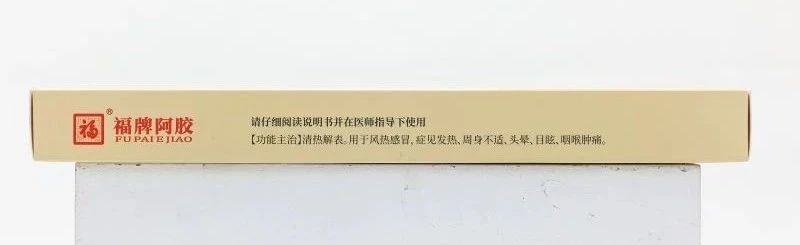 福
®
福牌阿胶
FU PAI E JIAO
请仔细阅读说明书并在医师指导下使用
【功能主治】清热解表。用于风热感冒，症见发热、周身不适、头晕、目眩、咽喉肿痛。